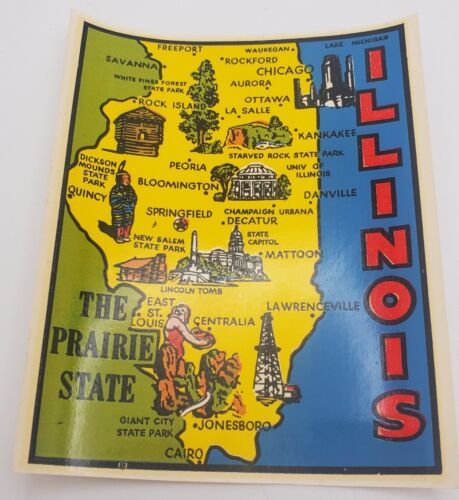 FREEPORT
WAUKEGAN
LAKE MICHIGAN
SAVANNA
ROCKFORD
CHICAGO
WHITE PINES FOREST
STATE PARK
AURORA
ROCK ISLAND
OTTAWA
LA SALLE
KANKAKEE
STARVED ROCK STATE PARK
DICKSON
MOUNDS
STATE
PARK
PEORIA
UNIV OF
ILLINOIS
BLOOMINGTON
QUINCY
DANVILLE
SPRINGFIELD
CHAMPAIGN URBANA
DECATUR
NEW SALEM
STATE PARK
STATE
CAPITOL
MATTOON
LINCOLN TOMB
EAST
ST.
LOUIS
CENTRALIA
LAWRENCEVILLE
THE
PRAIRIE
STATE
GIANT CITY
STATE PARK
JONESBORO
CAIRO
ILLINOIS